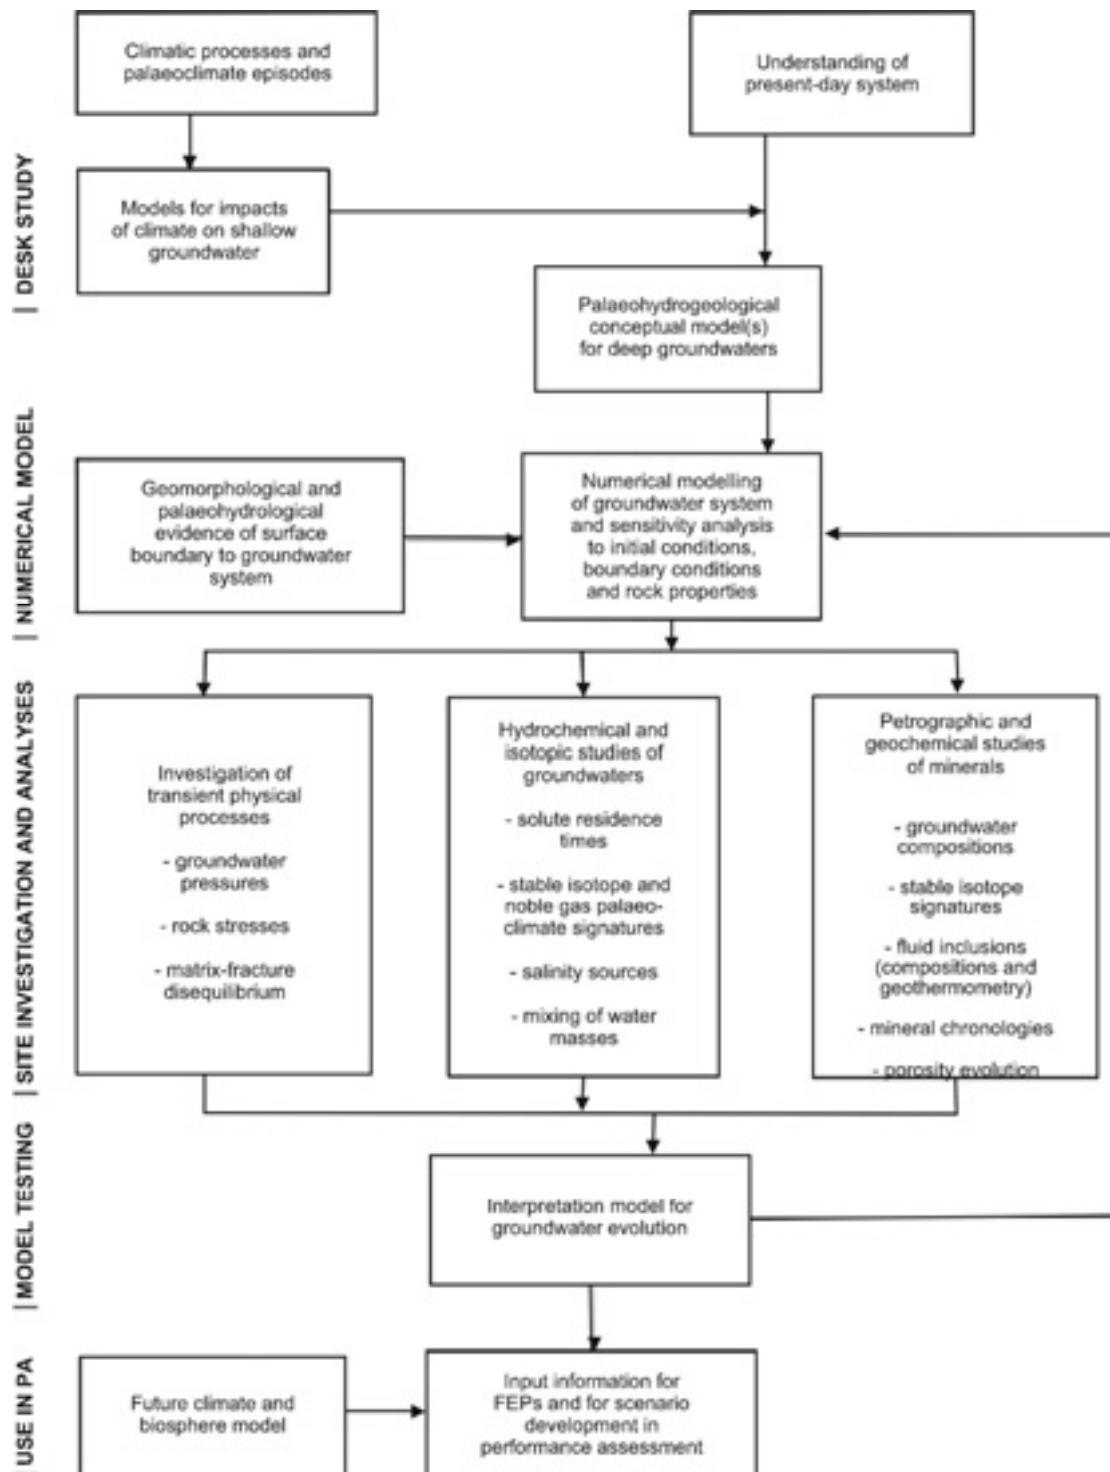 Climatic processes and
palaeoclimate episodes
Understanding of
present-day system
| DESK STUDY
Models for impacts
of climate on shallow
groundwater
Palaeohydrogeological
conceptual model(s)
for deep groundwaters
| NUMERICAL MODEL
Geomorphological and
palaeohydrological
evidence of surface
boundary to groundwater
system
Numerical modelling
of groundwater system
and sensitivity analysis
to initial conditions,
boundary conditions
and rock properties
| SITE INVESTIGATION AND ANALYSES
Investigation of
transient physical
processes
- groundwater
pressures
- rock stresses
- matrix-fracture
disequilibrium
Hydrochemical and
isotopic studies of
groundwaters
- solute residence
times
- stable isotope and
noble gas palaeo-
climate signatures
- salinity sources
- mixing of water
masses
Petrographic and
geochemical studies
of minerals
- groundwater
compositions
- stable isotope
signatures
- fluid inclusions
(compositions and
geothermometry)
- mineral chronologies
- porosity evolution
| MODEL TESTING
Interpretation model for
groundwater evolution
| USE IN PA
Future climate and
biosphere model
Input information for
FEPs and for scenario
development in
performance assessment